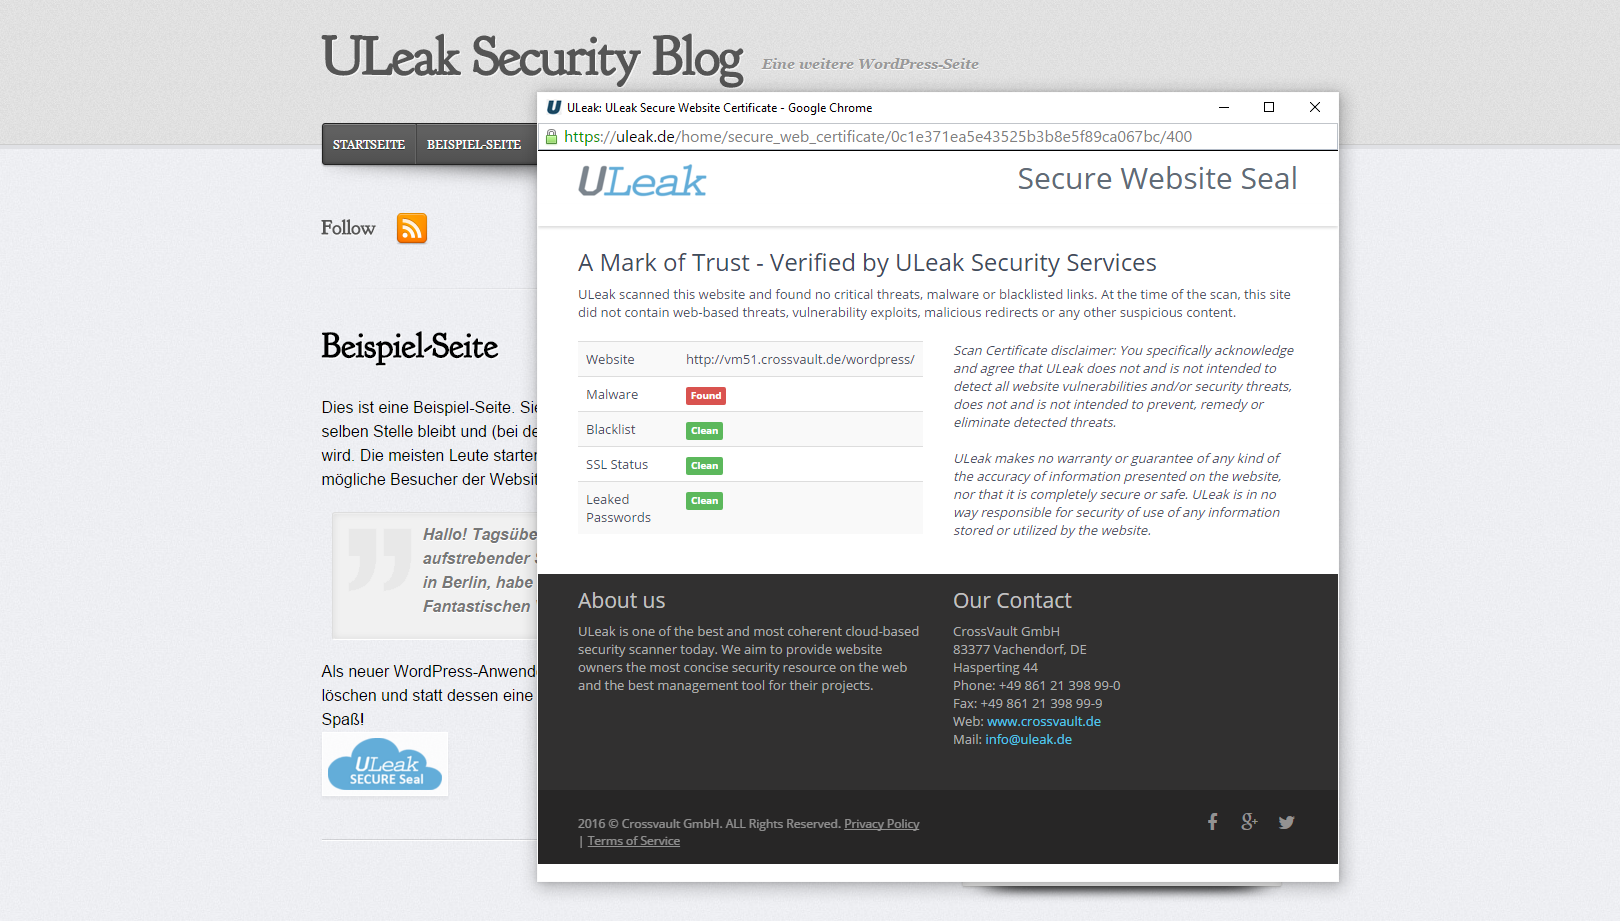 ULeak Security Blog
Eine weitere WordPress-Seite
STARTSEITE
BEISPIEL-SEITE
Follow
Beispiel-Seite
Dies ist eine Beispiel-Seite.
selben Stelle bleibt und (bei
wird. Die meisten Leute
mögliche Besucher der
Hallo!
aufstrebender
in Berlin, habe
Fantastischen
Als neuer
löschen und statt dessen eine
Spaß!
ULeak
SECURE Seal
ULeak: ULeak Secure Website Certificate - Google Chrome
https://uleak.de/home/secure_web_certificate/0c1e371ea5e43525b3b8e5f89ca067bc/400
ULeak
Secure Website Seal
A Mark of Trust - Verified by ULeak Security Services
ULeak scanned this website and found no critical threats, malware or blacklisted links. At the time of the scan, this site
did not contain web-based threats, vulnerability exploits, malicious redirects or any other suspicious content.
Website http://vm51.crossvault.de/wordpress/
Malware Found
Blacklist Clean
SSL Status Clean
Leaked Clean
Passwords
Scan Certificate disclaimer: You specifically acknowledge
and agree that ULeak does not and is not intended to
detect all website vulnerabilities and/or security threats,
does not and is not intended to prevent, remedy or
eliminate detected threats.
ULeak makes no warranty or guarantee of any kind of
the accuracy of information presented on the website,
nor that it is completely secure or safe. ULeak is in no
way responsible for security of use of any information
stored or utilized by the website.
About us
ULeak is one of the best and most coherent cloud-based
security scanner today. We aim to provide website
owners the most concise security resource on the web
and the best management tool for their projects.
Our Contact
CrossVault GmbH
83377 Vachendorf, DE
Hasperting 44
Phone: +49 861 21 398 99-0
Fax: +49 861 21 398 99-9
Web: www.crossvault.de
Mail: info@uleak.de
2016 © Crossvault GmbH. ALL Rights Reserved. Privacy Policy
| Terms of Service